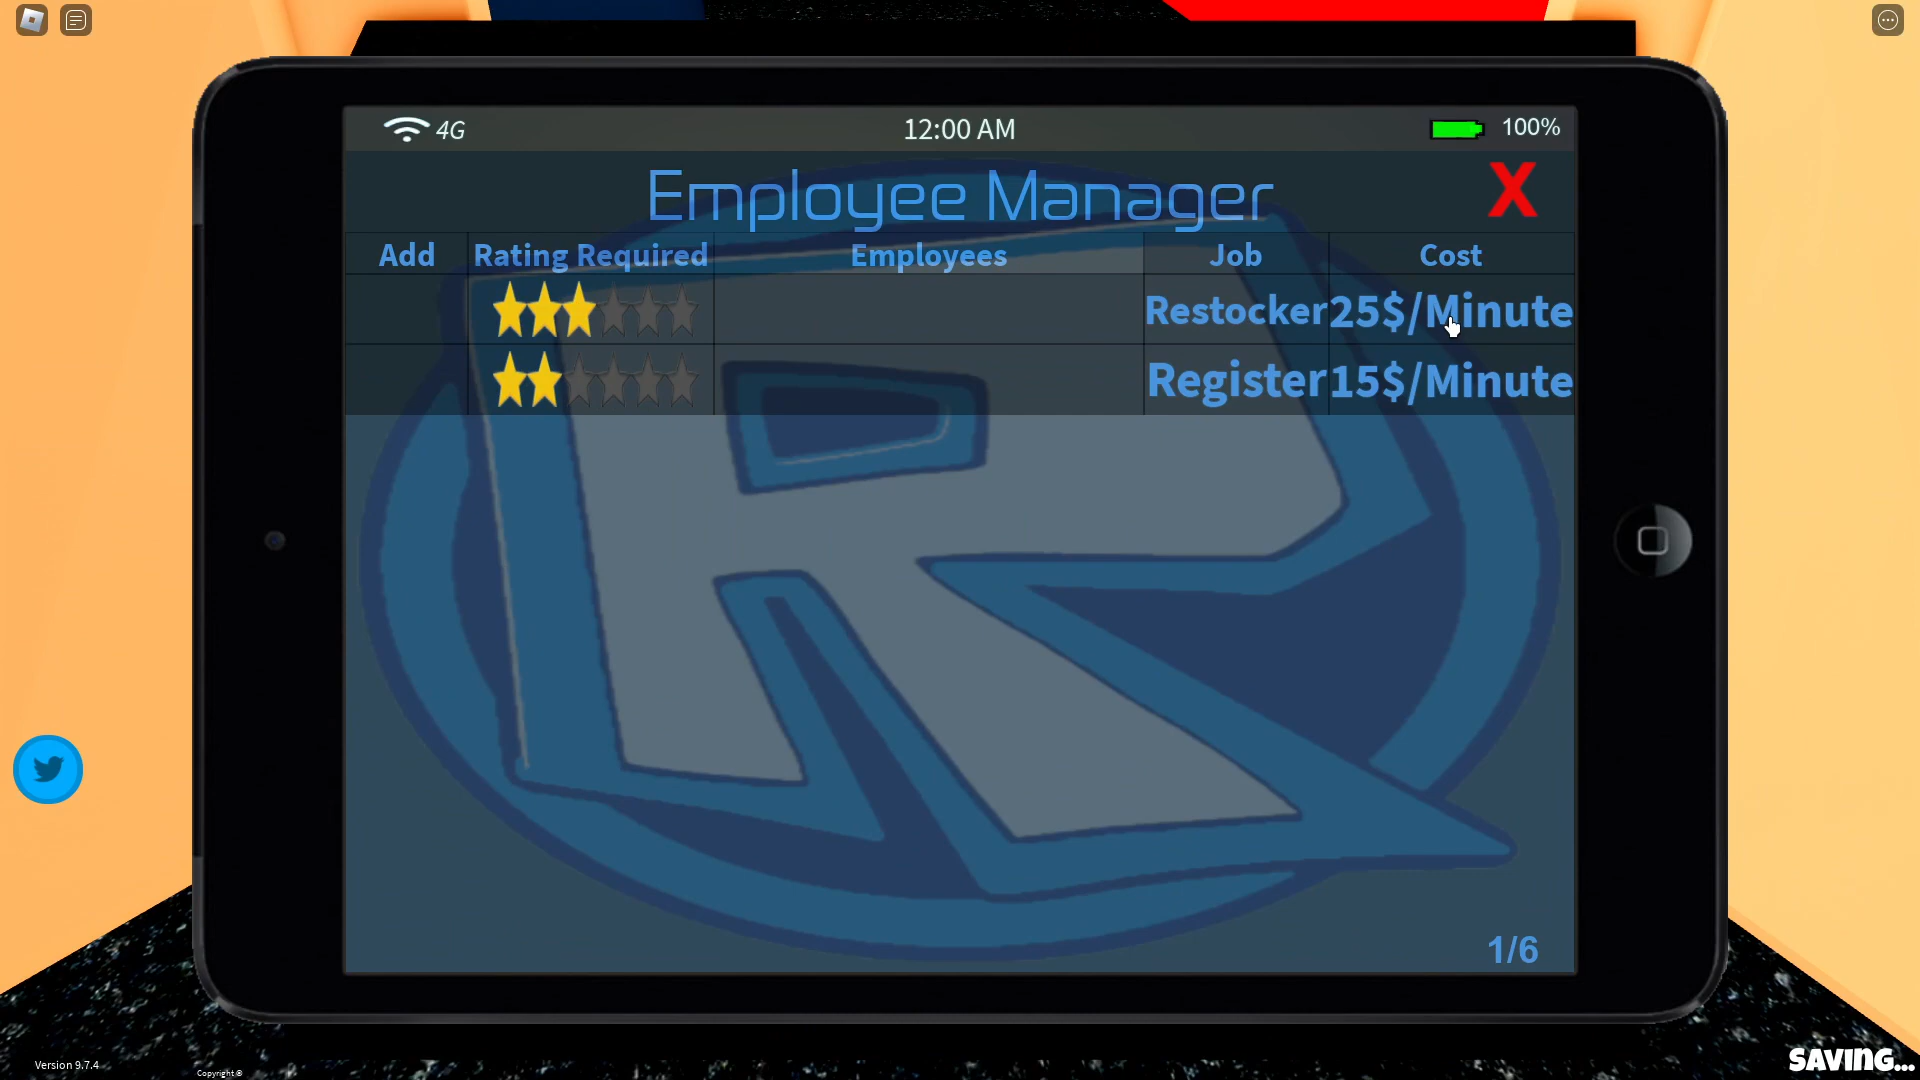 4G 12:00 AM 100%
Employee Manager X
Add Rating Required Employees Job Cost
Restocker 25$/Minute
Register 15$/Minute
1/6
Version 9.7.4
Copyright ©
SAVING...